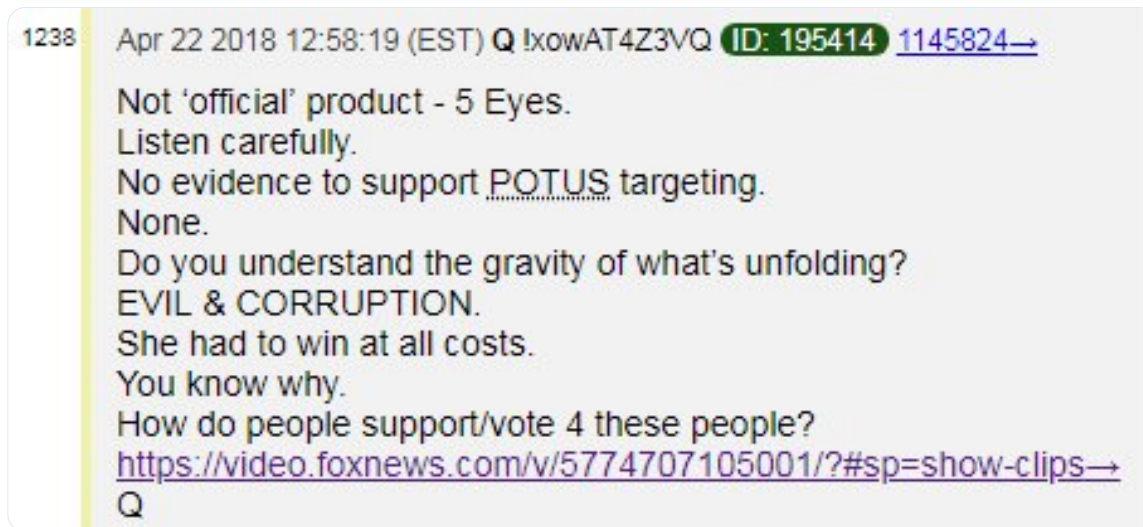 1238
Apr 22 2018 12:58:19 (EST) Q !xowAT4Z3VQ ID: 195414 1145824→
Not ‘official’ product - 5 Eyes.
Listen carefully.
No evidence to support POTUS targeting.
None.
Do you understand the gravity of what’s unfolding?
EVIL & CORRUPTION.
She had to win at all costs.
You know why.
How do people support/vote 4 these people?
https://video.foxnews.com/v/5774707105001/?#sp=show-clips→
Q